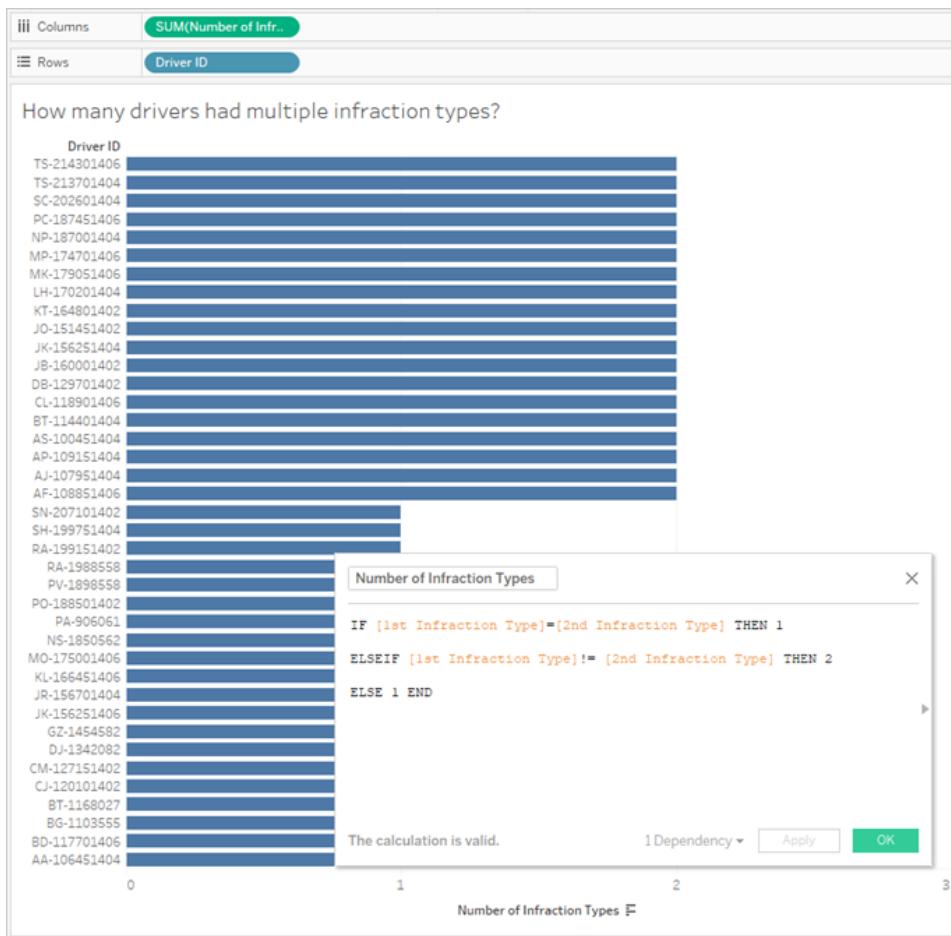 Columns
SUM(Number of Infr..
Rows
Driver ID
How many drivers had multiple infraction types?
Driver ID
TS-214301406
TS-213701404
SC-202601404
PC-187451406
NP-187001404
MP-174701406
MK-179051406
LH-170201404
KT-164801402
JO-151451402
JK-156251404
JB-160001402
DB-129701402
CL-118901406
BT-114401404
AS-100451404
AP-109151404
AJ-107951404
AF-108851406
SN-207101402
SH-199751404
RA-199151402
RA-1988558
PV-1898558
PO-188501402
PA-906061
NS-1850562
MO-175001406
KL-166451406
JR-156701404
JK-156251406
GZ-1454582
DJ-1342082
CM-127151402
CJ-120101402
BT-1168027
BG-1103555
BD-117701406
AA-106451404
Number of Infraction Types
IF [1st Infraction Type]=[2nd Infraction Type] THEN 1
ELSEIF [1st Infraction Type]!= [2nd Infraction Type] THEN 2
ELSE 1 END
The calculation is valid.
1 Dependency
Apply
OK
0 1 2 3
Number of Infraction Types